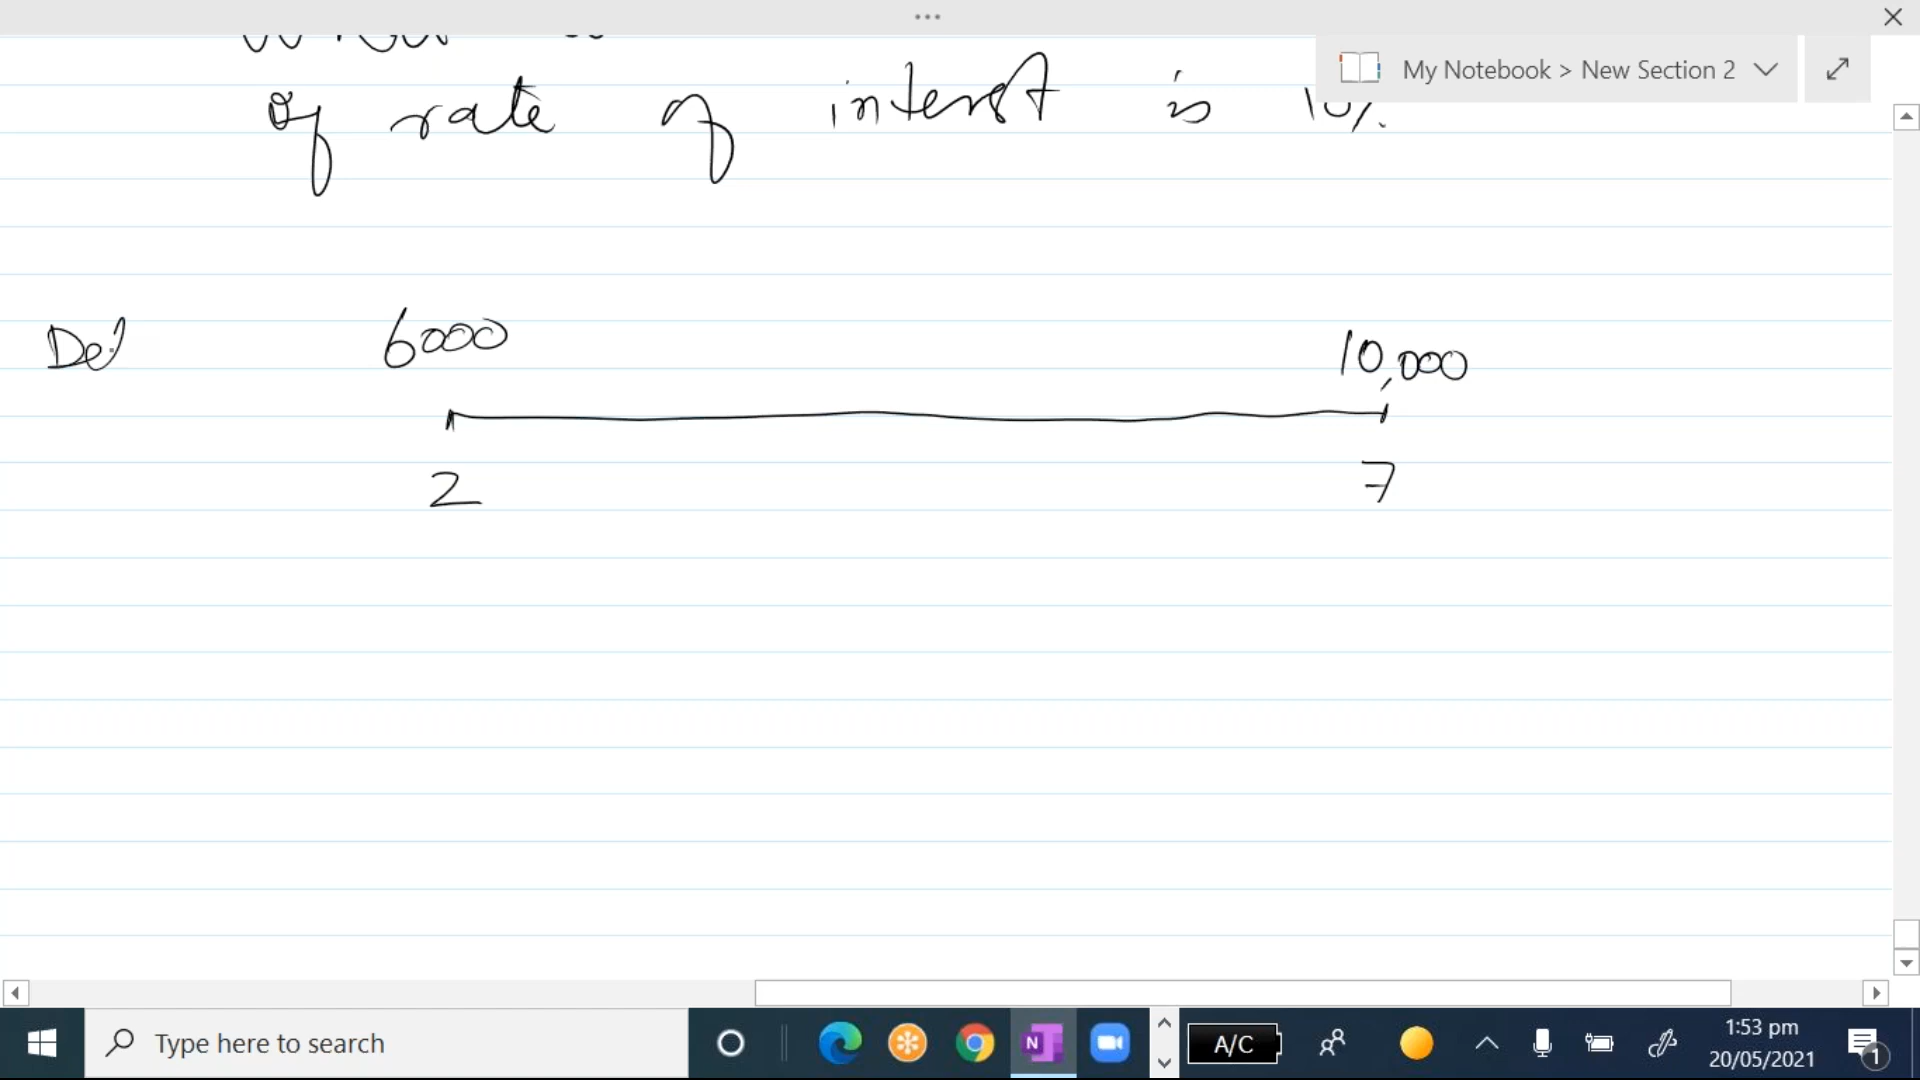 My Notebook > New Section 2
of rate of interest is 10%.
6000
10,000
2
7
Type here to search
N
A/C
1:53 pm
20/05/2021
1